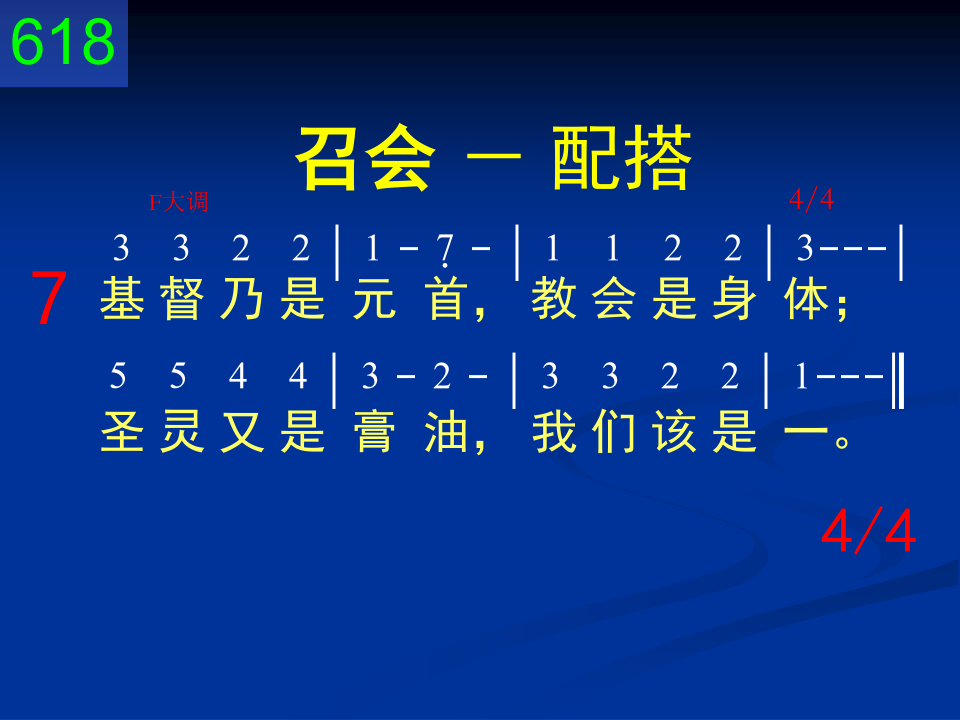 618
召会 － 配搭
F大调 4/4
3 3 2 2 | 1 - 7̣ - | 1 1 2 2 | 3--- |
7 基督乃是元首，教会是身体；
5 5 4 4 | 3 - 2 - | 3 3 2 2 | 1--- ‖
圣灵又是膏油，我们该是一。
4/4